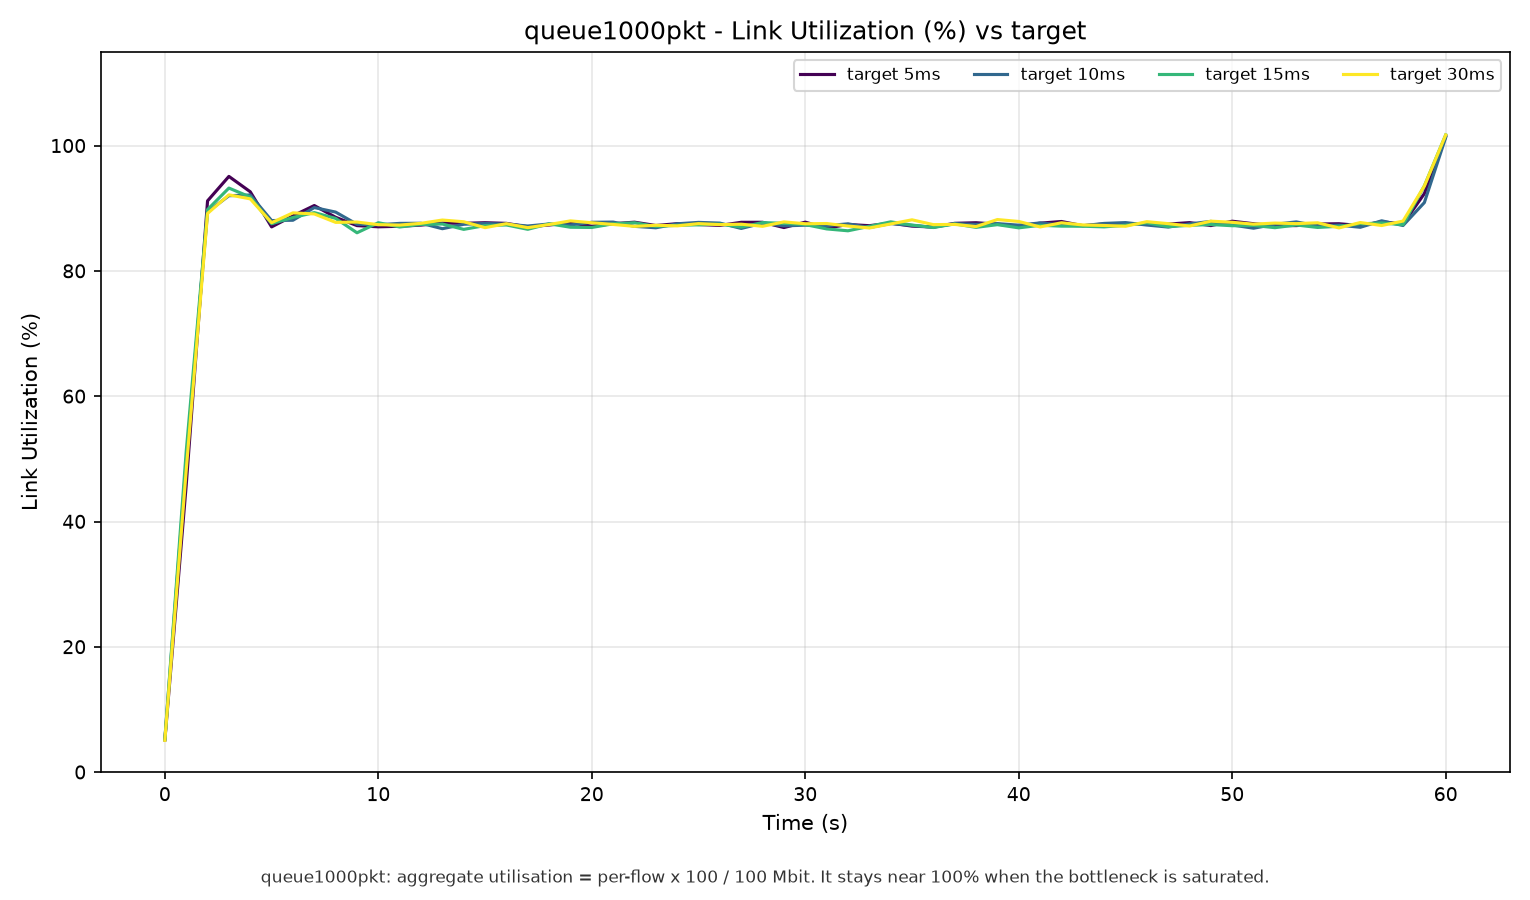 queue1000pkt - Link Utilization (%) vs target
target 5ms
target 10ms
target 15ms
target 30ms
Link Utilization (%)
100
80
60
40
20
0
0
10
20
30
40
50
60
Time (s)
queue1000pkt: aggregate utilisation = per-flow x 100 / 100 Mbit. It stays near 100% when the bottleneck is saturated.